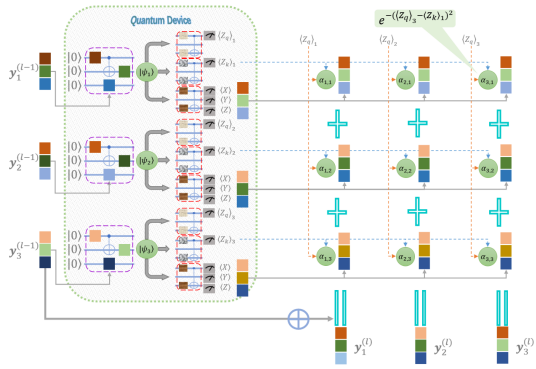 Quantum Device
e^{-(⟨Z_q⟩_3-⟨Z_k⟩_1)^2}
⟨Z_q⟩_1 ⟨Z_q⟩_2 ⟨Z_q⟩_3
|0⟩
|0⟩
|0⟩
y_1^{(l-1)}
|ψ_1⟩
⟨Z_q⟩_1
⟨Z_k⟩_1
⟨X⟩
⟨Y⟩
⟨Z⟩
α_{1,1} α_{2,1} α_{3,1}
|0⟩
|0⟩
|0⟩
y_2^{(l-1)}
|ψ_2⟩
⟨Z_q⟩_2
⟨Z_k⟩_2
⟨X⟩
⟨Y⟩
⟨Z⟩
α_{1,2} α_{2,2} α_{3,2}
|0⟩
|0⟩
|0⟩
y_3^{(l-1)}
|ψ_3⟩
⟨Z_q⟩_3
⟨Z_k⟩_3
⟨X⟩
⟨Y⟩
⟨Z⟩
α_{1,3} α_{2,3} α_{3,3}
y_1^{(l)} y_2^{(l)} y_3^{(l)}